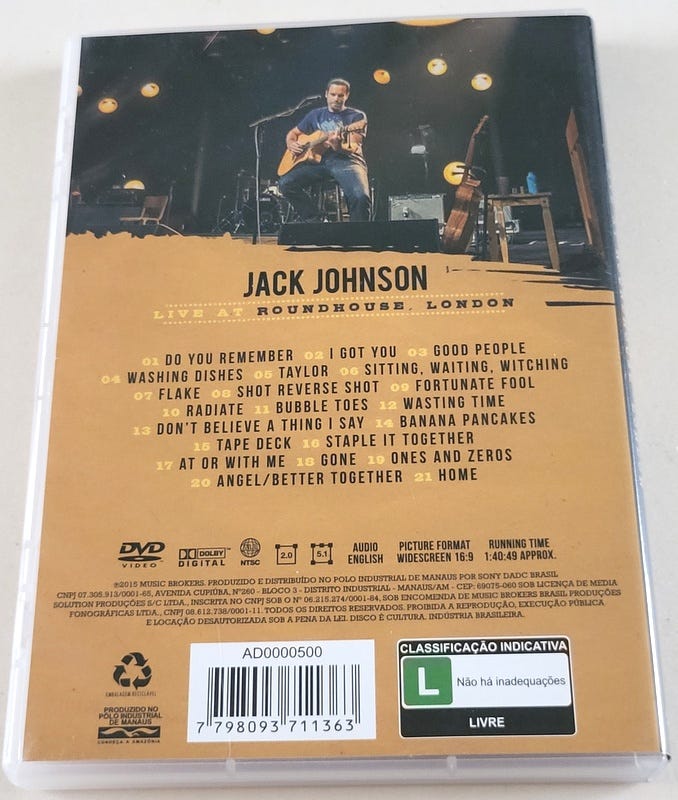 JACK JOHNSON
LIVE AT ROUNDHOUSE, LONDON
01 DO YOU REMEMBER 02 I GOT YOU 03 GOOD PEOPLE
04 WASHING DISHES 05 TAYLOR 06 SITTING, WAITING, WITCHING
07 FLAKE 08 SHOT REVERSE SHOT 09 FORTUNATE FOOL
10 RADIATE 11 BUBBLE TOES 12 WASTING TIME
13 DON'T BELIEVE A THING I SAY 14 BANANA PANCAKES
15 TAPE DECK 16 STAPLE IT TOGETHER
17 AT OR WITH ME 18 GONE 19 ONES AND ZEROS
20 ANGEL/BETTER TOGETHER 21 HOME
DVD VIDEO
DOLBY DIGITAL
NTSC
2.0
5.1
AUDIO ENGLISH
PICTURE FORMAT WIDESCREEN 16:9
RUNNING TIME 1:40:49 APPROX.
℗2015 MUSIC BROKERS. PRODUZIDO E DISTRIBUÍDO NO PÓLO INDUSTRIAL DE MANAUS POR SONY DADC BRASIL
CNPJ 07.305.913/0001-65, AVENIDA CUPIÚBA, Nº260 - BLOCO 3 - DISTRITO INDUSTRIAL - MANAUS/AM - CEP: 69075-060 SOB LICENÇA DE MEDIA
SOLUTION PRODUÇÕES S/C LTDA., INSCRITA NO CNPJ SOB O Nº 06.215.274/0001-84, SOB ENCOMENDA DE MUSIC BROKERS BRASIL PRODUÇÕES
FONOGRÁFICAS LTDA., CNPJ 08.612.738/0001-11. TODOS OS DIREITOS RESERVADOS. PROIBIDA A REPRODUÇÃO, EXECUÇÃO PÚBLICA
E LOCAÇÃO DESAUTORIZADA SOB A PENA DA LEI. DISCO É CULTURA. INDÚSTRIA BRASILEIRA.
EMBALAGEM RECICLÁVEL
PRODUZIDO NO
PÓLO INDUSTRIAL
DE MANAUS
CONHEÇA A AMAZÔNIA
AD0000500
7 798093 711363
CLASSIFICAÇÃO INDICATIVA
L
Não há inadequações
LIVRE